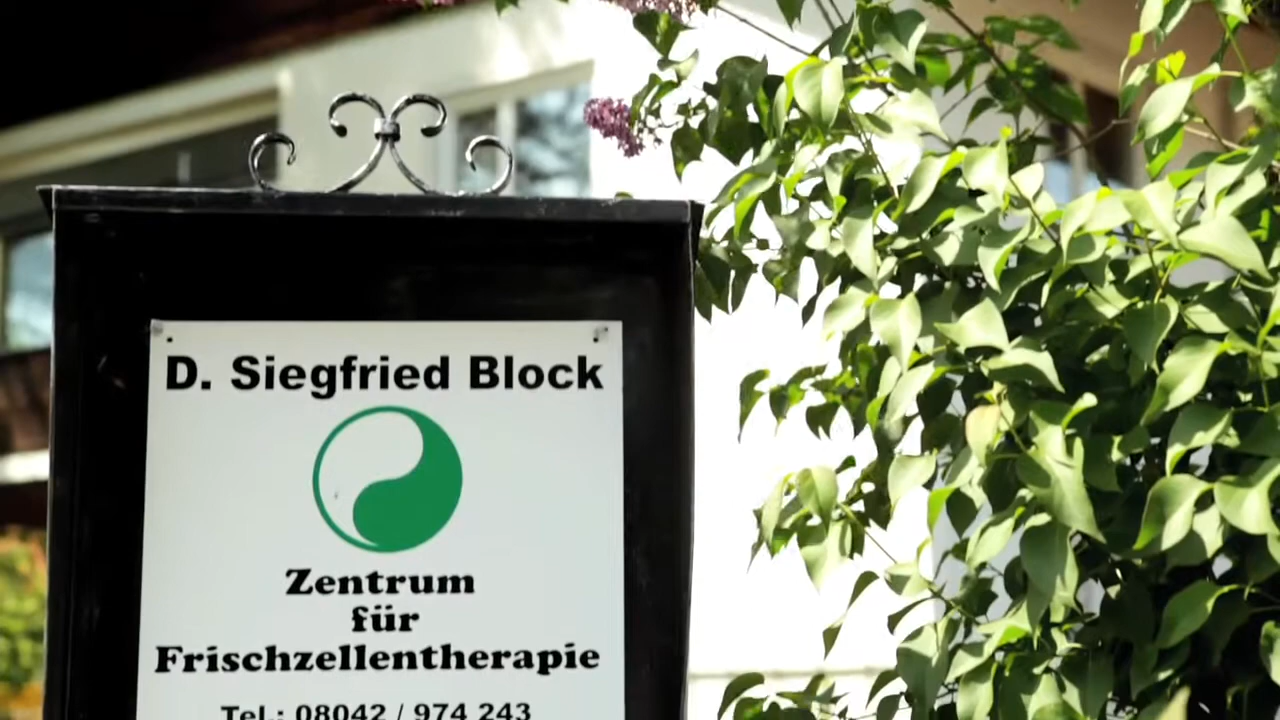 D. Siegfried Block
Zentrum
für
Frischzellentherapie
Tel.: 08042 / 974 243